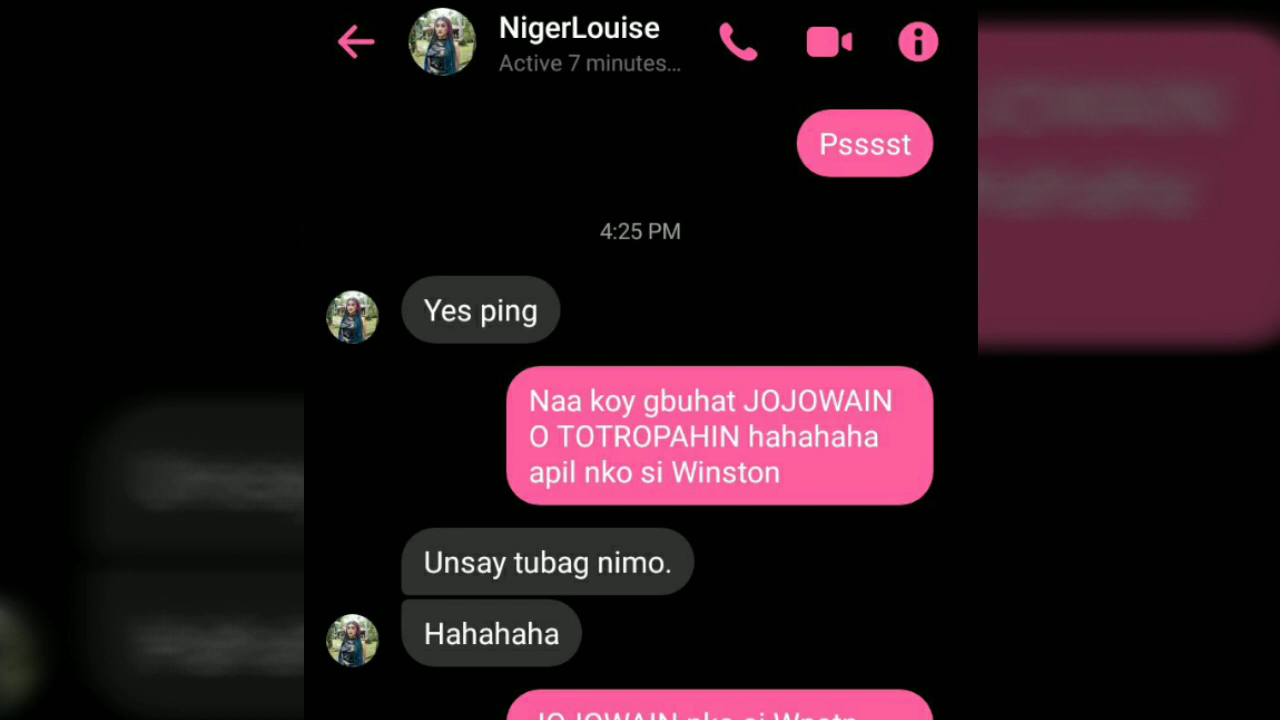 NigerLouise
Active 7 minutes...
Psssst
4:25 PM
Yes ping
Naa koy gbuhat JOJOWAIN
O TOTROPAHIN hahahaha
apil nko si Winston
Unsay tubag nimo.
Hahahaha
JOJOWAIN nko si Wnstn